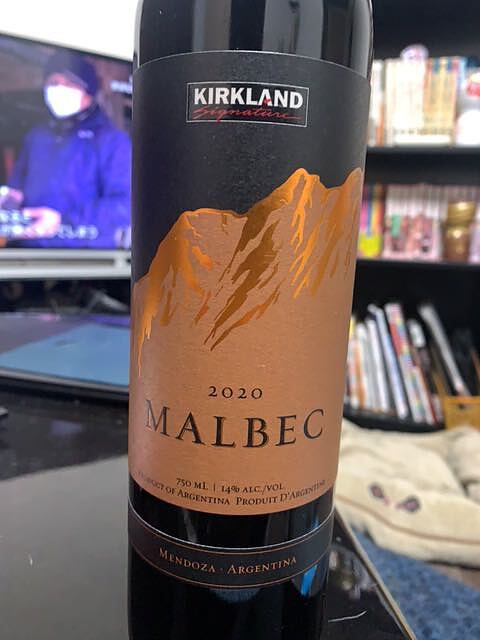 KIRKLAND
Signature
2020
MALBEC
750 mL | 14% ALC./VOL.
PRODUCT OF ARGENTINA PRODUIT D'ARGENTINE
MENDOZA · ARGENTINA